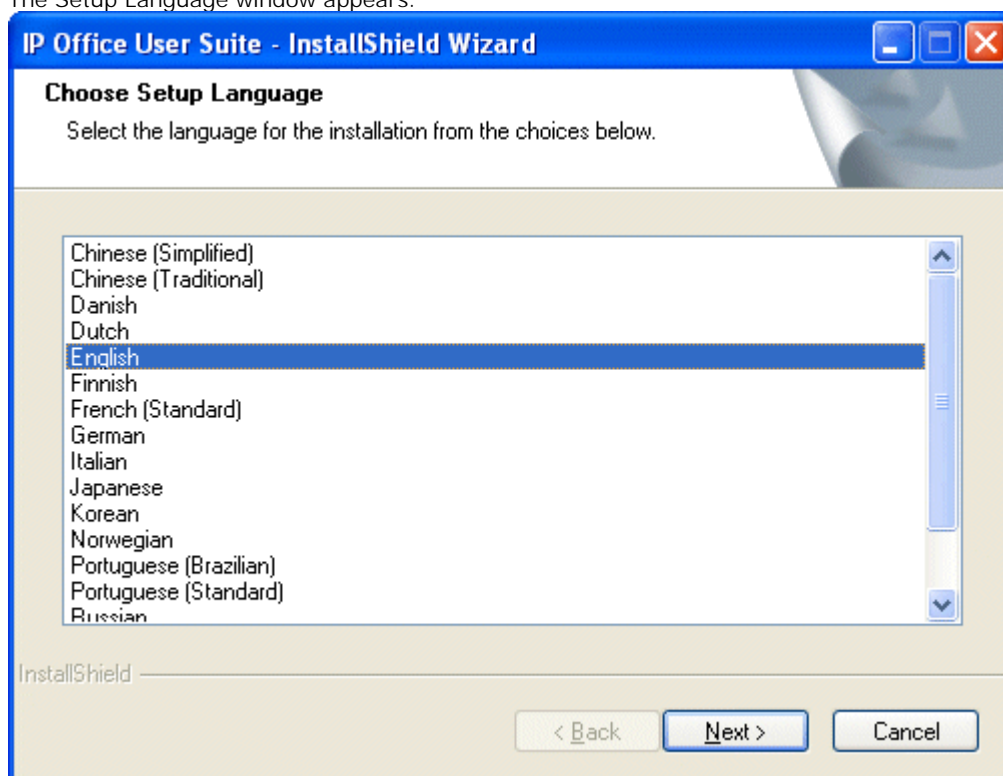 The Setup Language window appears.
IP Office User Suite - InstallShield Wizard
Choose Setup Language
Select the language for the installation from the choices below.
Chinese (Simplified)
Chinese (Traditional)
Danish
Dutch
English
Finnish
French (Standard)
German
Italian
Japanese
Korean
Norwegian
Portuguese (Brazilian)
Portuguese (Standard)
Russian
InstallShield
< Back
Next >
Cancel